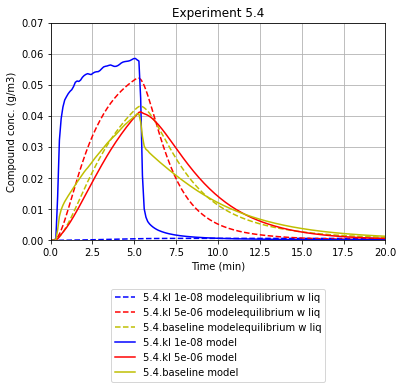 Experiment 5.4
0.07
0.06
0.05
0.04
0.03
0.02
0.01
0.00
Compound conc. (g/m3)
0.0 2.5 5.0 7.5 10.0 12.5 15.0 17.5 20.0
Time (min)
5.4.kl 1e-08 modelequilibrium w liq
5.4.kl 5e-06 modelequilibrium w liq
5.4.baseline modelequilibrium w liq
5.4.kl 1e-08 model
5.4.kl 5e-06 model
5.4.baseline model